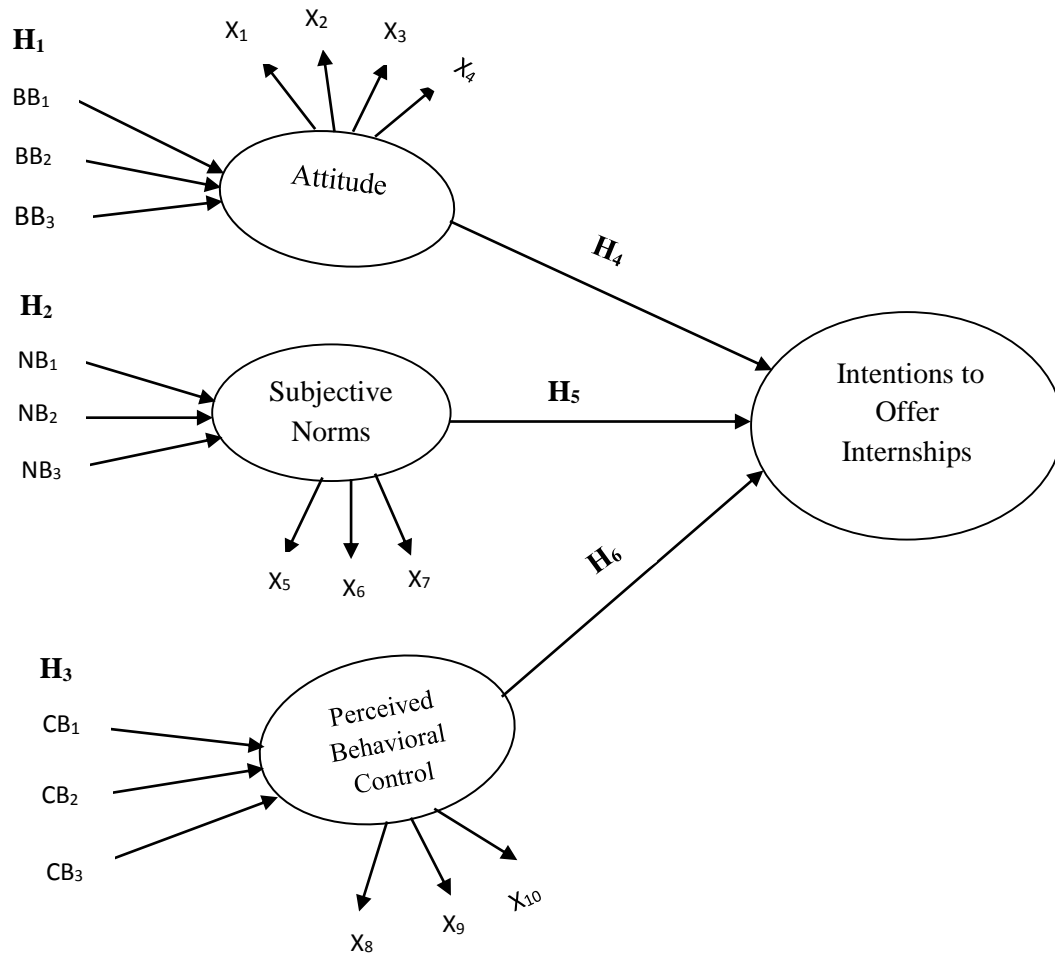 H₁
X₁
X₂
X₃
X₄
BB₁
BB₂
BB₃
Attitude
H₄
H₂
NB₁
NB₂
NB₃
Subjective
Norms
H₅
X₅
X₆
X₇
Intentions to
Offer
Internships
H₆
H₃
CB₁
CB₂
CB₃
Perceived
Behavioral
Control
X₈
X₉
X₁₀